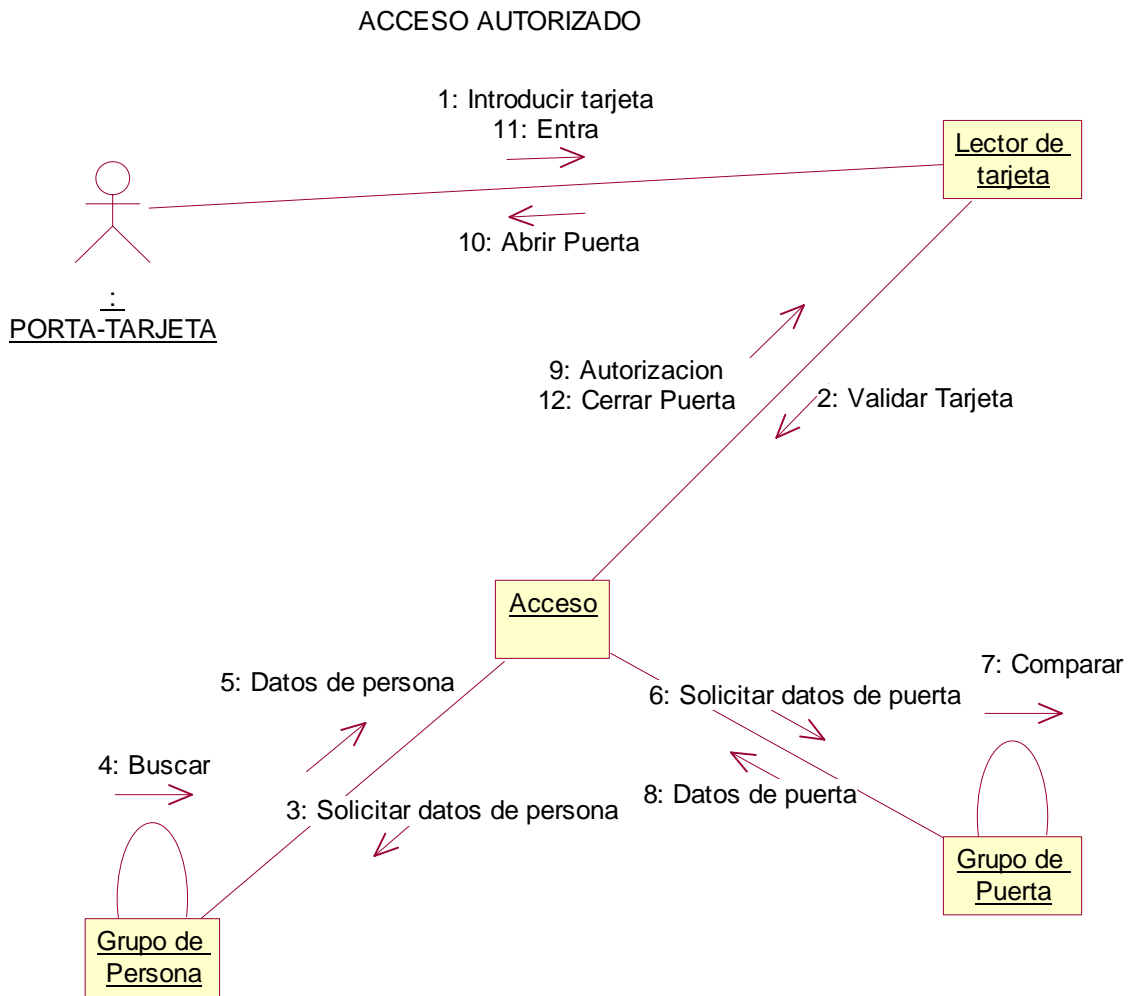 ACCESO AUTORIZADO
1: Introducir tarjeta
11: Entra
Lector de
tarjeta
10: Abrir Puerta
:
PORTA-TARJETA
9: Autorizacion
12: Cerrar Puerta
2: Validar Tarjeta
Acceso
5: Datos de persona
6: Solicitar datos de puerta
7: Comparar
4: Buscar
3: Solicitar datos de persona
8: Datos de puerta
Grupo de
Puerta
Grupo de
Persona